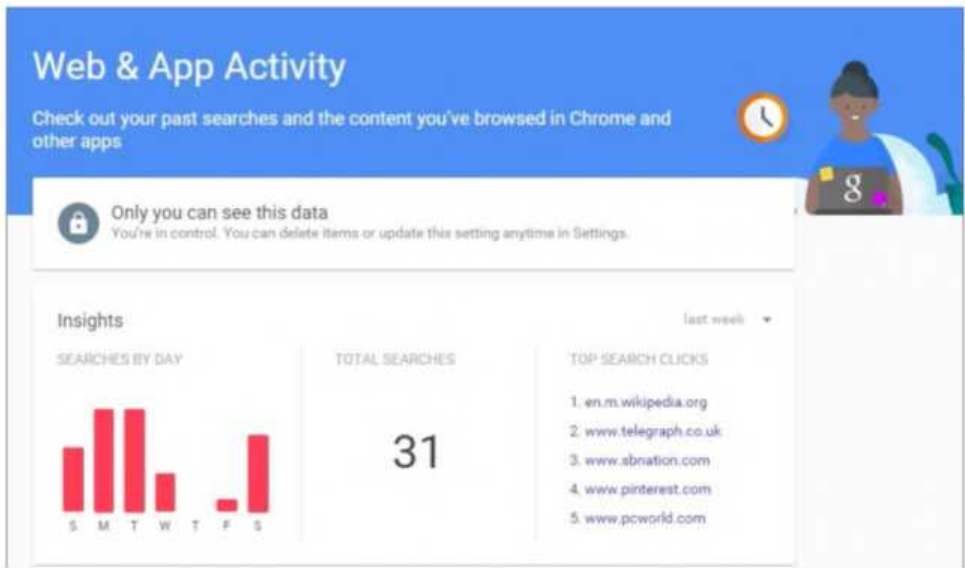 Web & App Activity
Check out your past searches and the content you've browsed in Chrome and
other apps
g
Only you can see this data
You're in control. You can delete items or update this setting anytime in Settings.
Insights
last week
SEARCHES BY DAY
TOTAL SEARCHES
TOP SEARCH CLICKS
31
1. en.m.wikipedia.org
2. www.telegraph.co.uk
3. www.sbnation.com
4. www.pinterest.com
5. www.pcworld.com
S M T W T F S